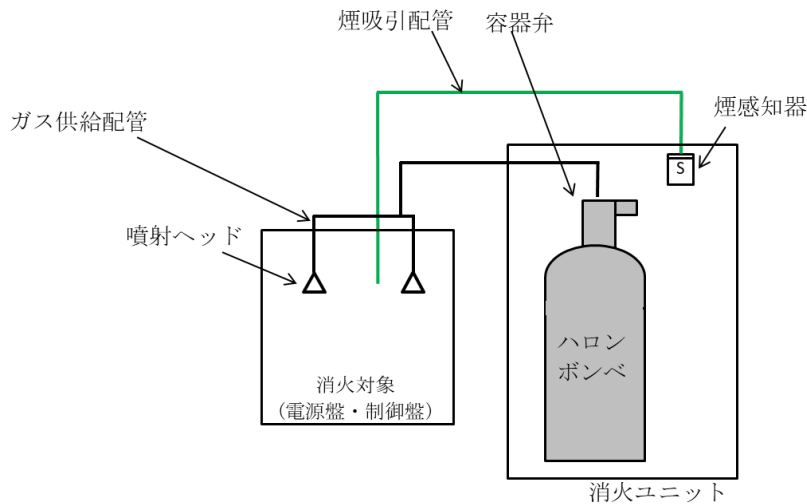 煙吸引配管
容器弁
ガス供給配管
煙感知器
S
噴射ヘッド
ハロン
ボンベ
消火対象
（電源盤・制御盤）
消火ユニット